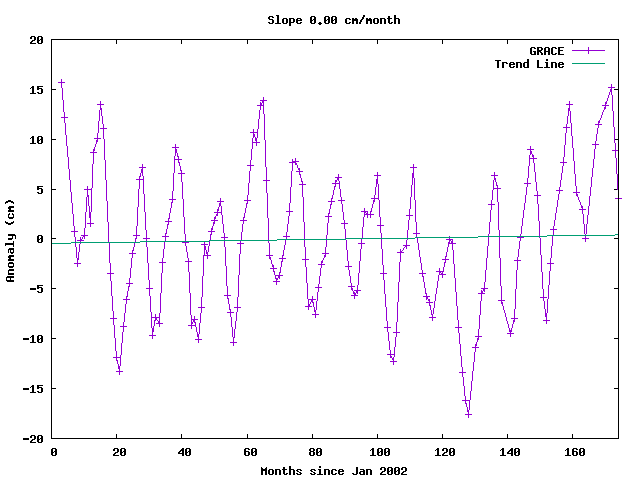 Slope 0.00 cm/month
GRACE
Trend Line
Anomaly (cm)
20
15
10
5
0
-5
-10
-15
-20
0 20 40 60 80 100 120 140 160
Months since Jan 2002